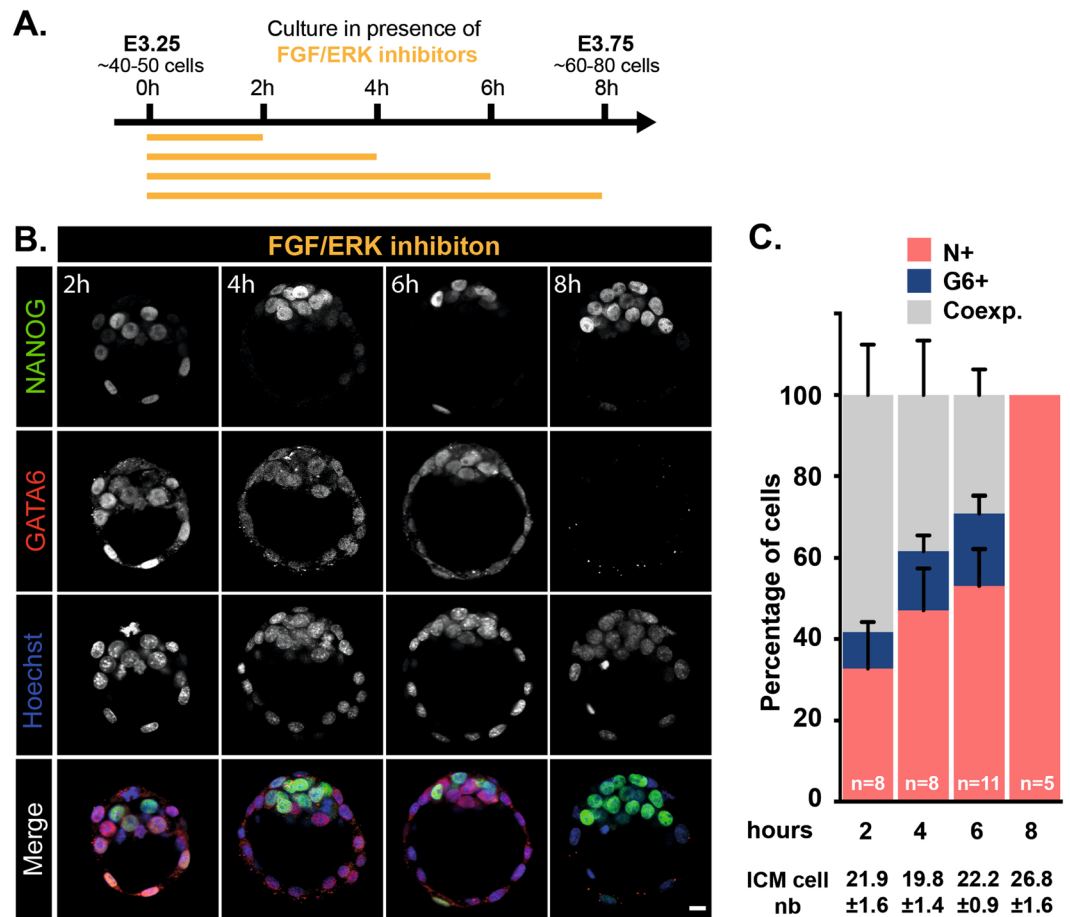 A.
Culture in presence of
FGF/ERK inhibitors
E3.25
~40-50 cells
E3.75
~60-80 cells
0h 2h 4h 6h 8h
B.
FGF/ERK inhibiton
2h 4h 6h 8h
NANOG
GATA6
Hoechst
Merge
C.
N+
G6+
Coexp.
Percentage of cells
100
80
60
40
20
0
n=8 n=8 n=11 n=5
hours 2 4 6 8
ICM cell 21.9 19.8 22.2 26.8
nb ±1.6 ±1.4 ±0.9 ±1.6